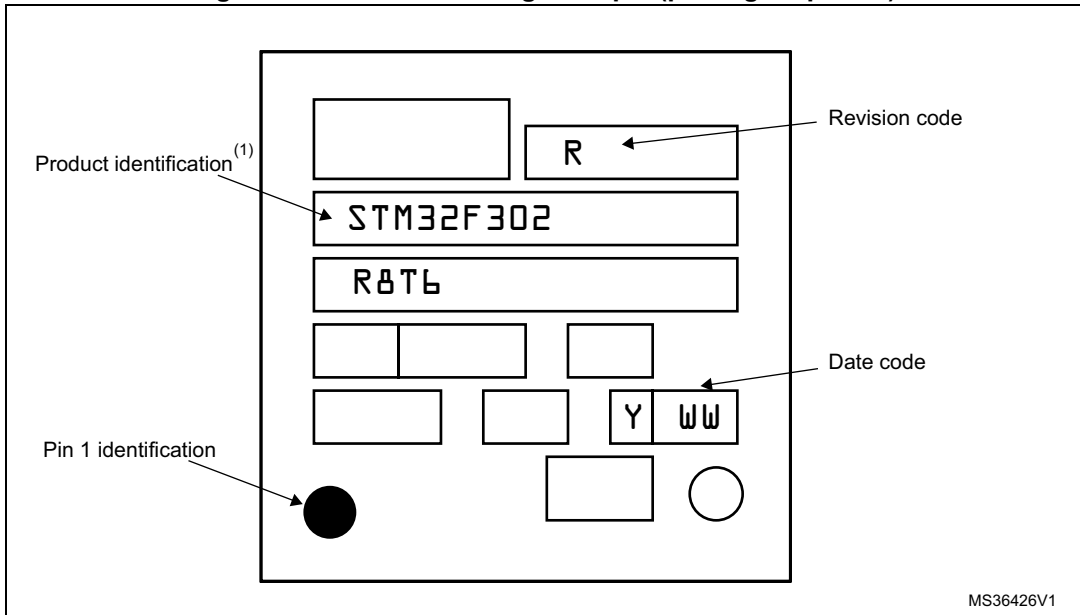 R
Revision code
Product identification(1)
STM32F302
R8T6
Date code
Y WW
Pin 1 identification
MS36426V1